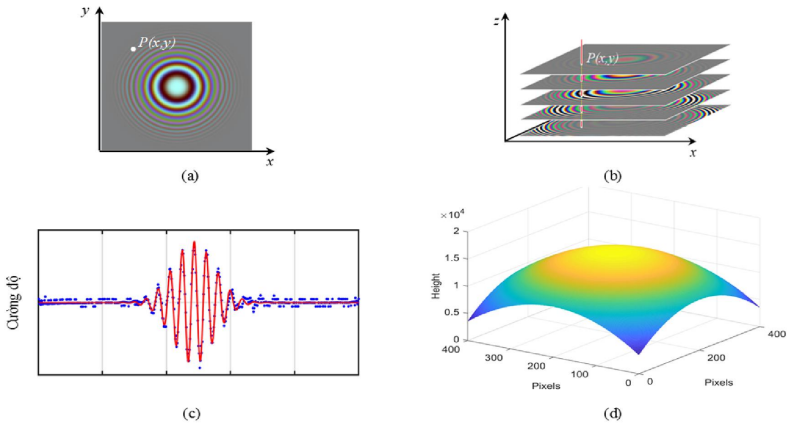 y
P(x,y)
x
(a)
z
P(x,y)
x
(b)
Cường độ
(c)
×10⁴
2
1.5
1
0.5
0
Height
400
300
200
100
0
Pixels
0
200
400
Pixels
(d)